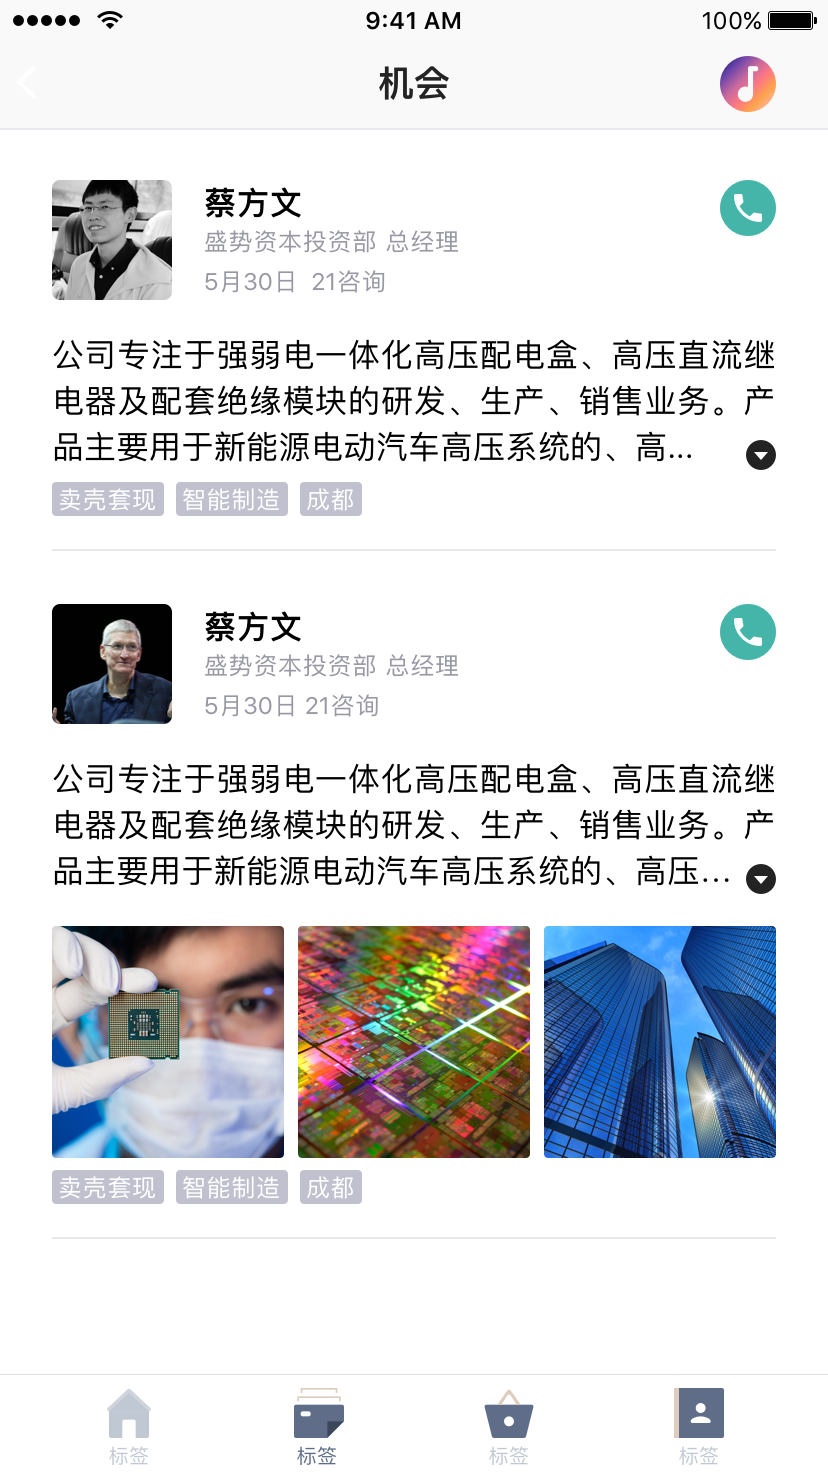 9:41 AM 100%
机会
蔡方文
盛势资本投资部 总经理
5月30日 21咨询
公司专注于强弱电一体化高压配电盒、高压直流继
电器及配套绝缘模块的研发、生产、销售业务。产
品主要用于新能源电动汽车高压系统的、高...
卖壳套现 智能制造 成都
蔡方文
盛势资本投资部 总经理
5月30日 21咨询
公司专注于强弱电一体化高压配电盒、高压直流继
电器及配套绝缘模块的研发、生产、销售业务。产
品主要用于新能源电动汽车高压系统的、高压...
卖壳套现 智能制造 成都
标签 标签 标签 标签